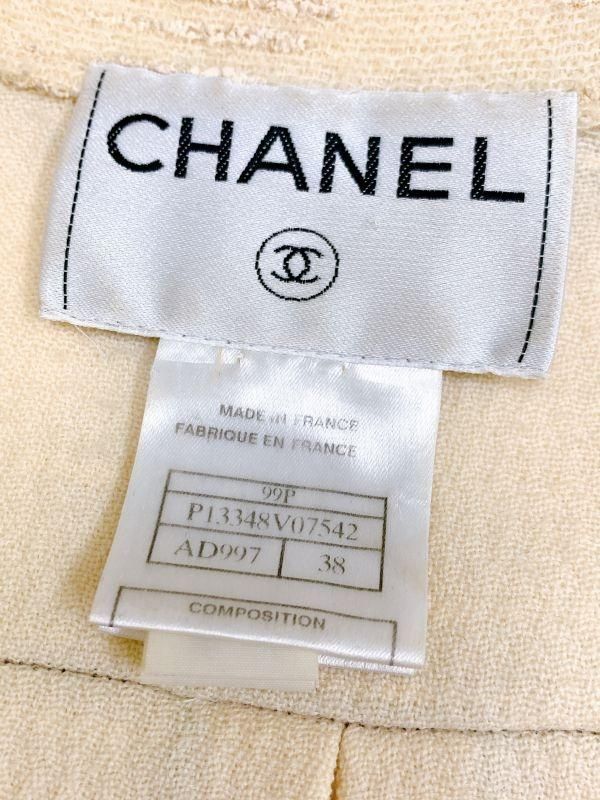 CHANEL
MADE IN FRANCE
FABRIQUE EN FRANCE
99P
P13348V07542
AD997 38
COMPOSITION